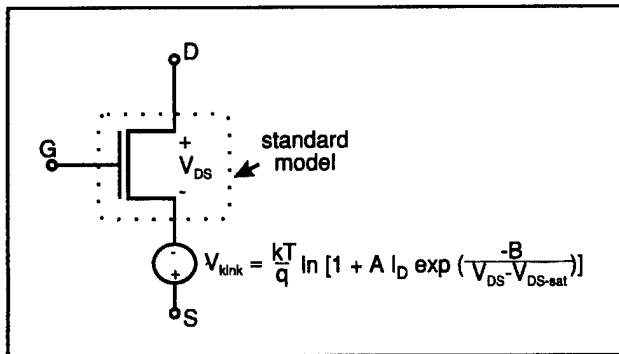 D
G
+
V_DS
-
standard
model
-
+
V_kink = kT/q ln [1 + A I_D exp (-B/V_DS-V_DS-sat)]
S